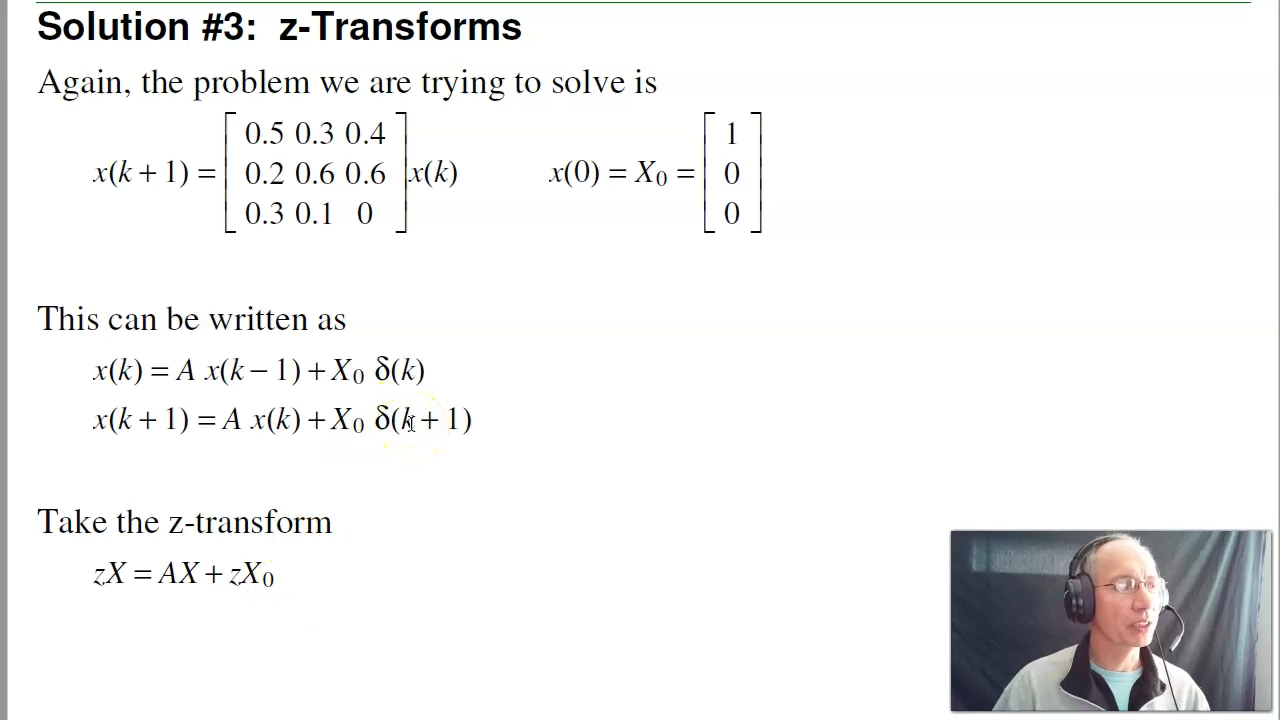 Solution #3: z-Transforms
Again, the problem we are trying to solve is
x(k + 1) = [ 0.5 0.3 0.4 ; 0.2 0.6 0.6 ; 0.3 0.1 0 ] x(k)    x(0) = X₀ = [ 1 ; 0 ; 0 ]
This can be written as
x(k) = A x(k − 1) + X₀ δ(k)
x(k + 1) = A x(k) + X₀ δ(k + 1)
Take the z-transform
zX = AX + zX₀